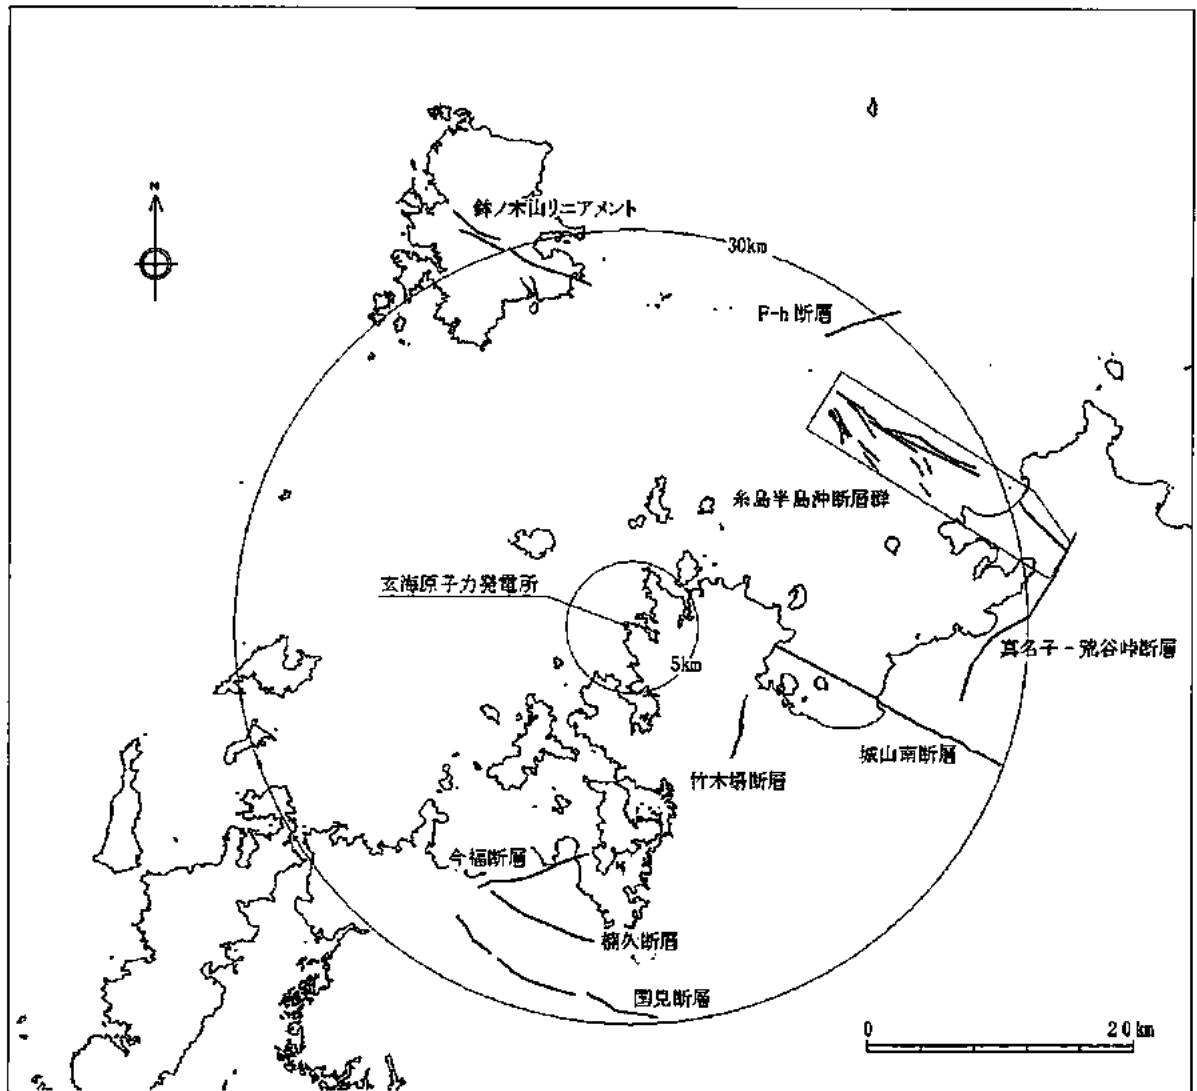 N
鉢ノ木山リニアメント
30km
F-h断層
糸島半島沖断層群
玄海原子力発電所
5km
真名子－荒谷峠断層
城山南断層
竹木場断層
今福断層
楠久断層
国見断層
0 20km